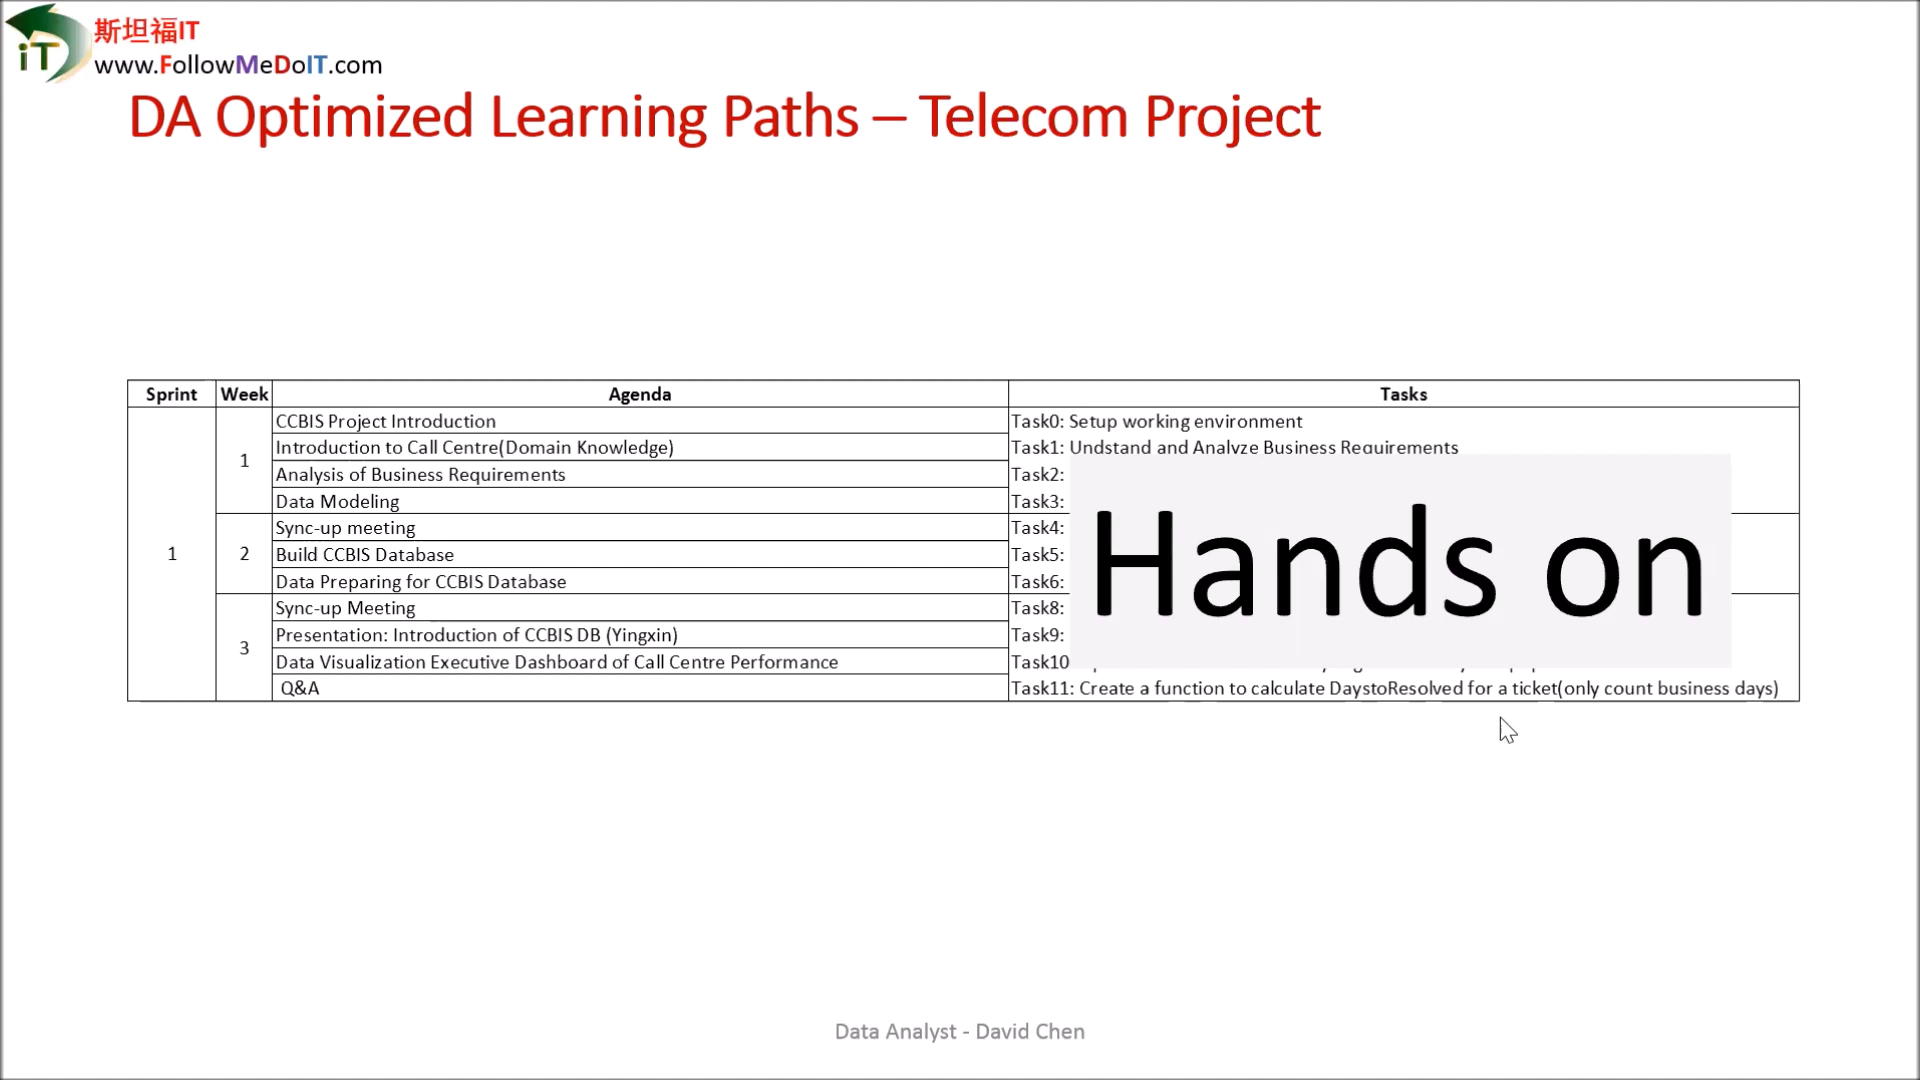 斯坦福IT
iT
www.FollowMeDoIT.com
DA Optimized Learning Paths – Telecom Project
Sprint Week Agenda Tasks
1
1
CCBIS Project Introduction
Introduction to Call Centre(Domain Knowledge)
Analysis of Business Requirements
Data Modeling
Task0: Setup working environment
Task1: Undstand and Analyze Business Requirements
Task2:
Task3:
2
Sync-up meeting
Build CCBIS Database
Data Preparing for CCBIS Database
Task4:
Task5:
Task6:
3
Sync-up Meeting
Presentation: Introduction of CCBIS DB (Yingxin)
Data Visualization Executive Dashboard of Call Centre Performance
Q&A
Task8:
Task9:
Task10
Task11: Create a function to calculate DaystoResolved for a ticket(only count business days)
Hands on
Data Analyst - David Chen